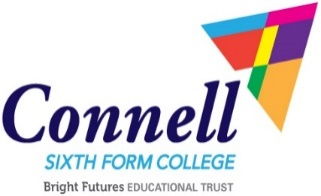 Connell
SIXTH FORM COLLEGE
Bright Futures EDUCATIONAL TRUST